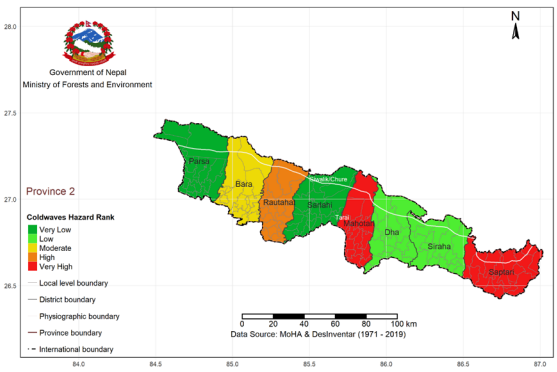 28.0
N
Government of Nepal
Ministry of Forests and Environment
27.5
Parsa
Siwalik/Chure
Bara
27.0
Province 2
Rautahat
Sarlahi
Terai
Mahottari
Dha
Coldwaves Hazard Rank
Very Low
Low
Moderate
High
Very High
Siraha
Saptari
Local level boundary
26.5
District boundary
Physiographic boundary
Province boundary
International boundary
0 20 40 60 80 100 km
Data Source: MoHA & DesInventar (1971 - 2019)
84.0 84.5 85.0 85.5 86.0 86.5 87.0